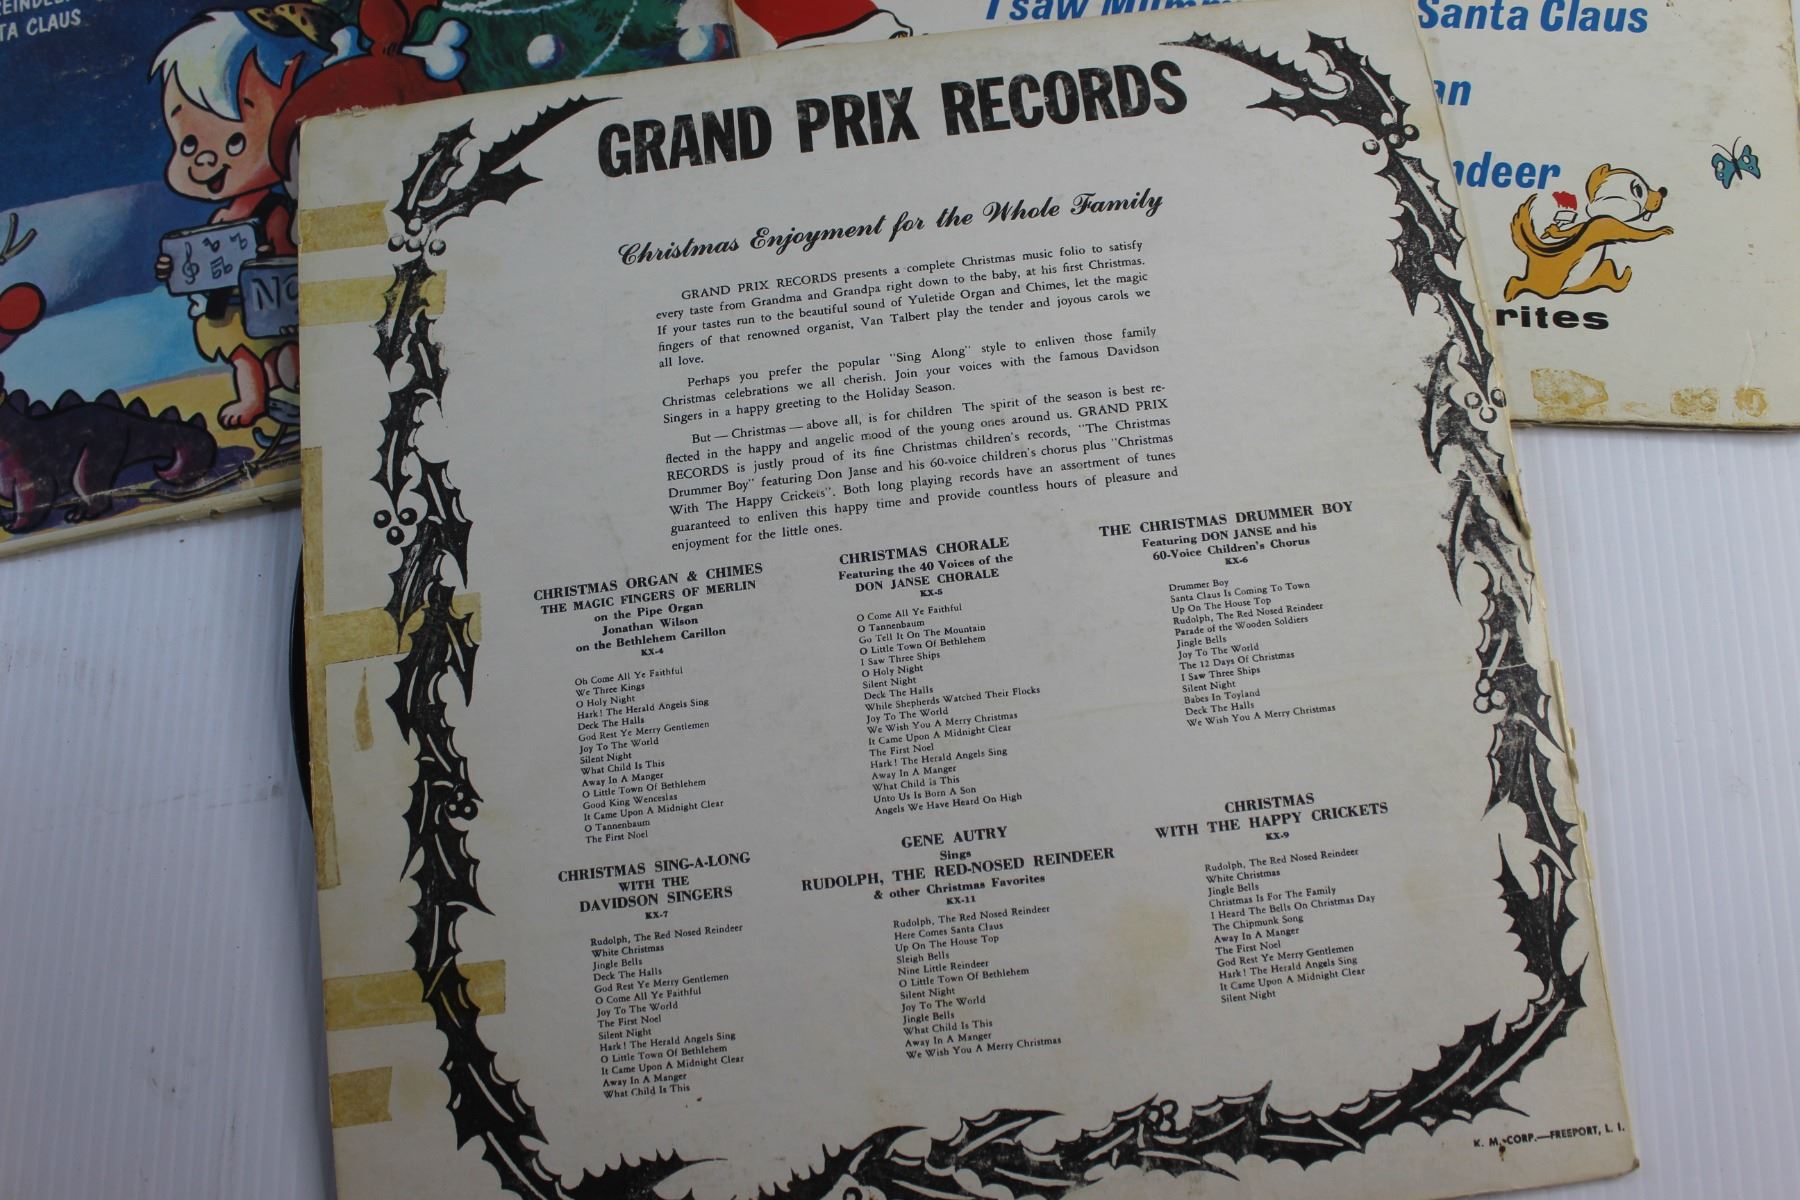 REINDEER
TA CLAUS
NO
I saw Mumm
Santa Claus
an
ndeer
rites
GRAND PRIX RECORDS
Christmas Enjoyment for the Whole Family
GRAND PRIX RECORDS presents a complete Christmas music folio to satisfy
every taste from Grandma and Grandpa right down to the baby, at his first Christmas.
If your tastes run to the beautiful sound of Yuletide Organ and Chimes, let the magic
fingers of that renowned organist, Van Talbert play the tender and joyous carols we
all love.
Perhaps you prefer the popular "Sing Along" style to enliven those family
Christmas celebrations we all cherish. Join your voices with the famous Davidson
Singers in a happy greeting to the Holiday Season.
But — Christmas — above all, is for children The spirit of the season is best re-
flected in the happy and angelic mood of the young ones around us. GRAND PRIX
RECORDS is justly proud of its fine Christmas children's records, "The Christmas
Drummer Boy" featuring Don Janse and his 60-voice children's chorus plus "Christmas
With The Happy Crickets". Both long playing records have an assortment of tunes
guaranteed to enliven this happy time and provide countless hours of pleasure and
enjoyment for the little ones.
CHRISTMAS ORGAN & CHIMES
THE MAGIC FINGERS OF MERLIN
on the Pipe Organ
Jonathan Wilson
on the Bethlehem Carillon
KX-4
Oh Come All Ye Faithful
We Three Kings
O Holy Night
Hark! The Herald Angels Sing
Deck The Halls
God Rest Ye Merry Gentlemen
Joy To The World
Silent Night
What Child Is This
Away In A Manger
O Little Town Of Bethlehem
Good King Wenceslas
It Came Upon A Midnight Clear
O Tannenbaum
The First Noel
CHRISTMAS CHORALE
Featuring the 40 Voices of the
DON JANSE CHORALE
KX-5
O Come All Ye Faithful
O Tannenbaum
Go Tell It On The Mountain
O Little Town Of Bethlehem
I Saw Three Ships
O Holy Night
Silent Night
Deck The Halls
While Shepherds Watched Their Flocks
Joy To The World
We Wish You A Merry Christmas
It Came Upon A Midnight Clear
The First Noel
Hark! The Herald Angels Sing
Away In A Manger
What Child is This
Unto Us Is Born A Son
Angels We Have Heard On High
THE CHRISTMAS DRUMMER BOY
Featuring DON JANSE and his
60-Voice Children's Chorus
KX-6
Drummer Boy
Santa Claus Is Coming To Town
Up On The House Top
Rudolph, The Red Nosed Reindeer
Parade of the Wooden Soldiers
Jingle Bells
Joy To The World
The 12 Days Of Christmas
I Saw Three Ships
Silent Night
Babes In Toyland
Deck The Halls
We Wish You A Merry Christmas
CHRISTMAS SING-A-LONG
WITH THE
DAVIDSON SINGERS
KX-7
Rudolph, The Red Nosed Reindeer
White Christmas
Jingle Bells
Deck The Halls
God Rest Ye Merry Gentlemen
O Come All Ye Faithful
Joy To The World
The First Noel
Silent Night
Hark! The Herald Angels Sing
O Little Town Of Bethlehem
It Came Upon A Midnight Clear
Away In A Manger
What Child Is This
GENE AUTRY
Sings
RUDOLPH, THE RED-NOSED REINDEER
& other Christmas Favorites
KX-11
Rudolph, The Red Nosed Reindeer
Here Comes Santa Claus
Up On The House Top
Sleigh Bells
Nine Little Reindeer
O Little Town Of Bethlehem
Silent Night
Joy To The World
Jingle Bells
What Child Is This
Away In A Manger
We Wish You A Merry Christmas
CHRISTMAS
WITH THE HAPPY CRICKETS
KX-9
Rudolph, The Red Nosed Reindeer
White Christmas
Jingle Bells
Christmas Is For The Family
I Heard The Bells On Christmas Day
The Chipmunk Song
Away In A Manger
The First Noel
God Rest Ye Merry Gentlemen
Hark! The Herald Angels Sing
It Came Upon A Midnight Clear
Silent Night
K. M. CORP.—FREEPORT, L. I.